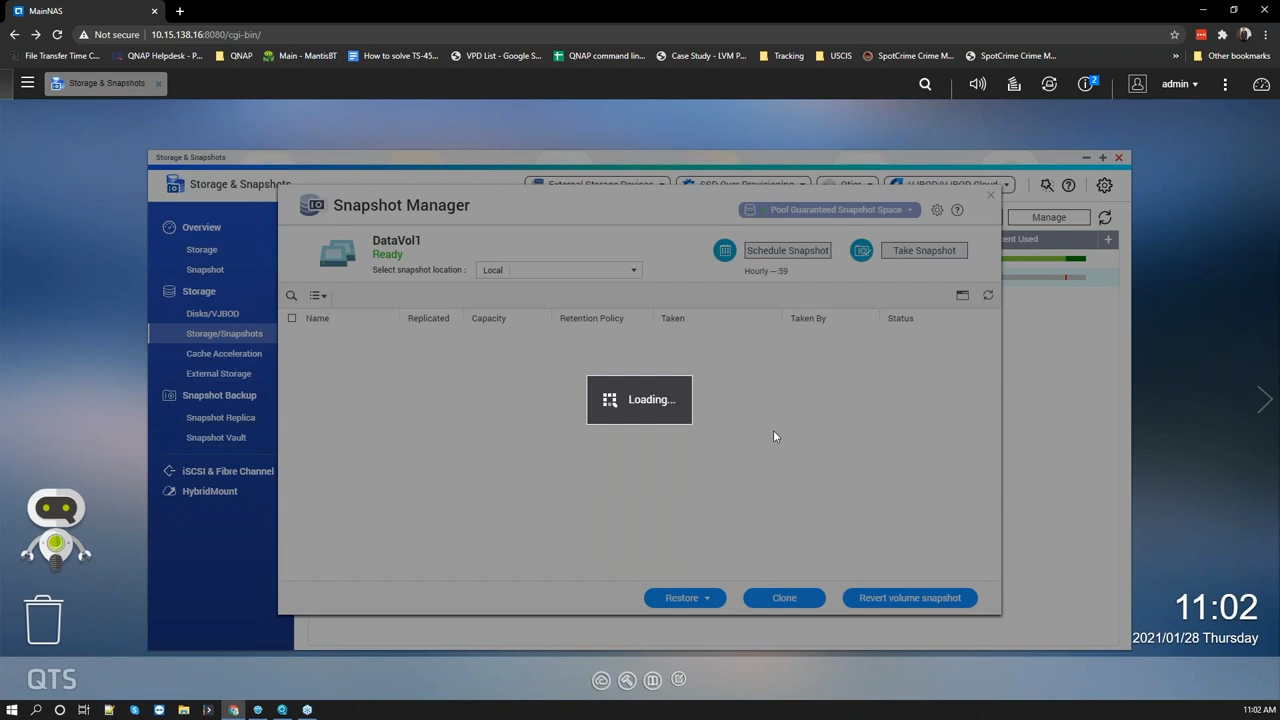 MainNAS
Not secure
10.15.138.16:8080/cgi-bin/
File Transfer Time C...
QNAP Helpdesk - P...
QNAP
Main - MantisBT
How to solve TS-45...
VPD List - Google S...
QNAP command lin...
Case Study - LVM P...
Tracking
USCIS
SpotCrime Crime M...
SpotCrime Crime M...
Other bookmarks
Storage & Snapshots
2
admin
Storage & Snapshots
Storage & Snapshots
External Storage Devices
SSD Over Provisioning
Qtier
VJBOD/VJBOD Cloud
Snapshot Manager
Pool Guaranteed Snapshot Space
Manage
Overview
Storage
Snapshot
Storage
Disks/VJBOD
Storage/Snapshots
Cache Acceleration
External Storage
Snapshot Backup
Snapshot Replica
Snapshot Vault
iSCSI & Fibre Channel
HybridMount
DataVol1
Ready
Select snapshot location :
Local
Schedule Snapshot
Hourly --:59
Take Snapshot
cent Used
Name
Replicated
Capacity
Retention Policy
Taken
Taken By
Status
Loading...
Restore
Clone
Revert volume snapshot
11:02
2021/01/28 Thursday
QTS
11:02 AM